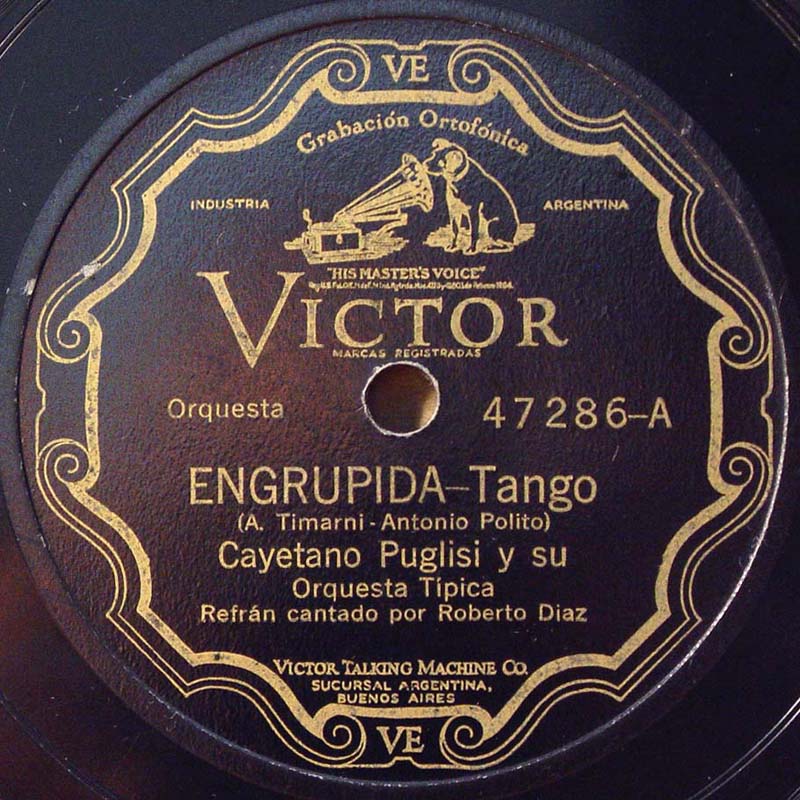 VE
Grabación Ortofónica
INDUSTRIA ARGENTINA
"HIS MASTER'S VOICE"
VICTOR
MARCAS REGISTRADAS
Orquesta 47286-A
ENGRUPIDA-Tango
(A. Timarni - Antonio Polito)
Cayetano Puglisi y su
Orquesta Típica
Refrán cantado por Roberto Diaz
VICTOR TALKING MACHINE CO.
SUCURSAL ARGENTINA,
BUENOS AIRES
VE